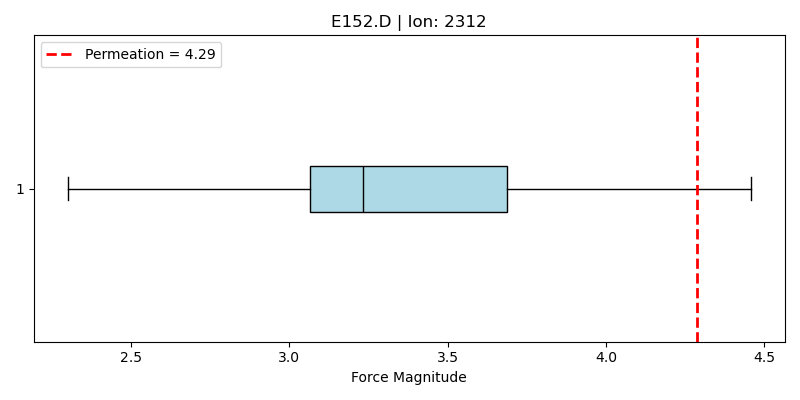 E152.D | Ion: 2312
Permeation = 4.29
1
2.5 3.0 3.5 4.0 4.5
Force Magnitude